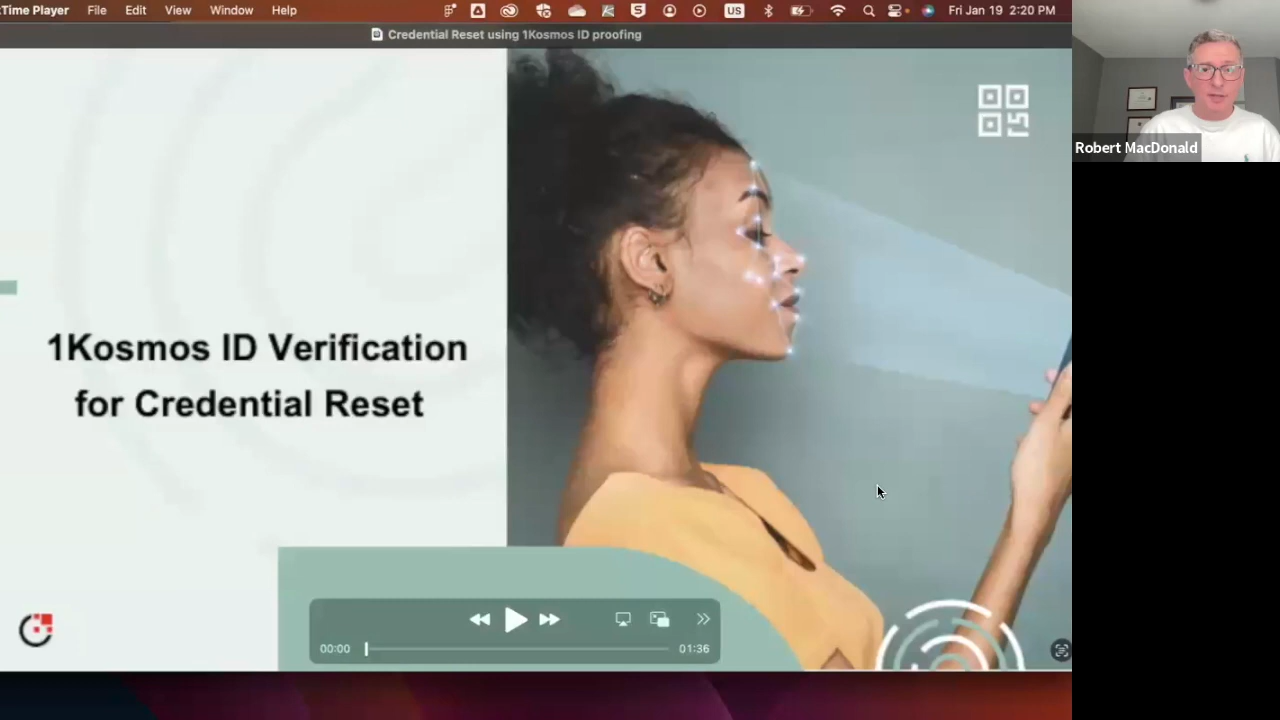 Time Player File Edit View Window Help US Fri Jan 19 2:20 PM
Credential Reset using 1Kosmos ID proofing
Robert MacDonald
1Kosmos ID Verification
for Credential Reset
00:00 01:36